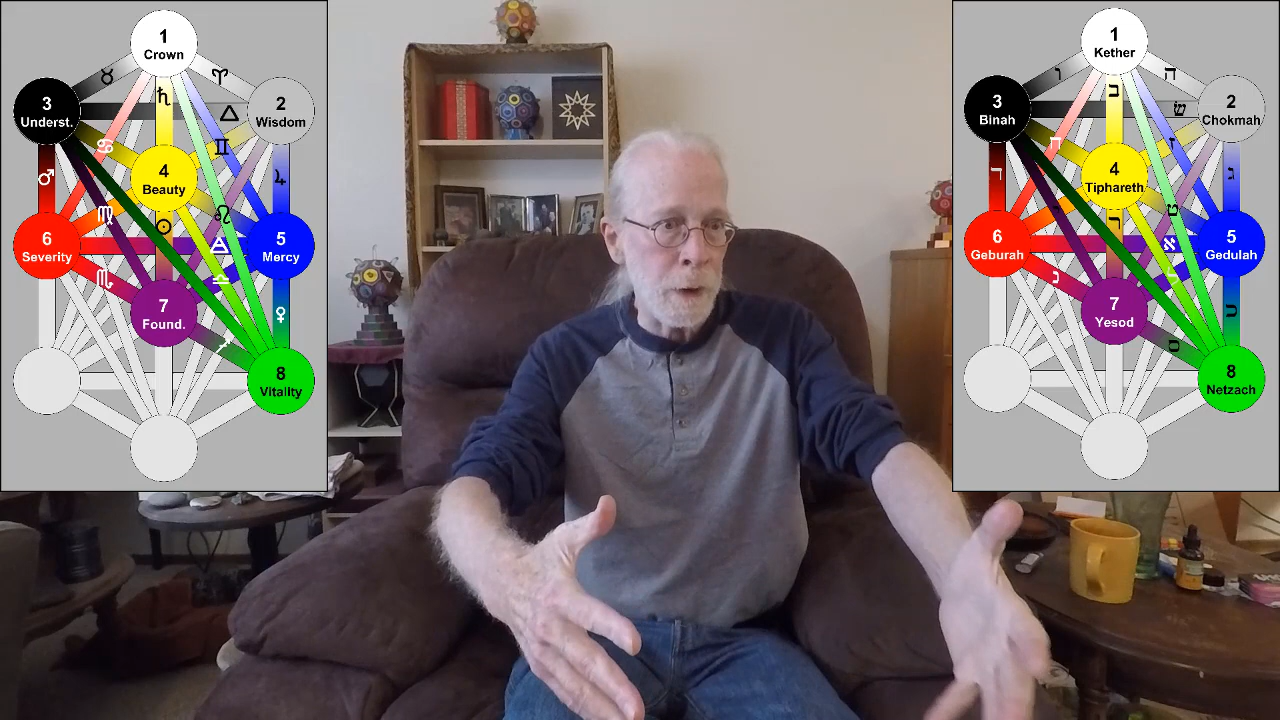 1
Crown
♉ ♈
♄
3
Underst.
🜂
2
Wisdom
♋ ♊
♂
4
Beauty
♃
♍ ♌
☉
6
Severity
🜁
5
Mercy
♏ ♎
7
Found.
♀
♐
8
Vitality
1
Kether
ו ה
ב
3
Binah
ש
2
Chokmah
ח ז
ר
4
Tiphareth
ג
י ט
6
Geburah
א
5
Gedulah
נ ל
7
Yesod
ס
8
Netzach